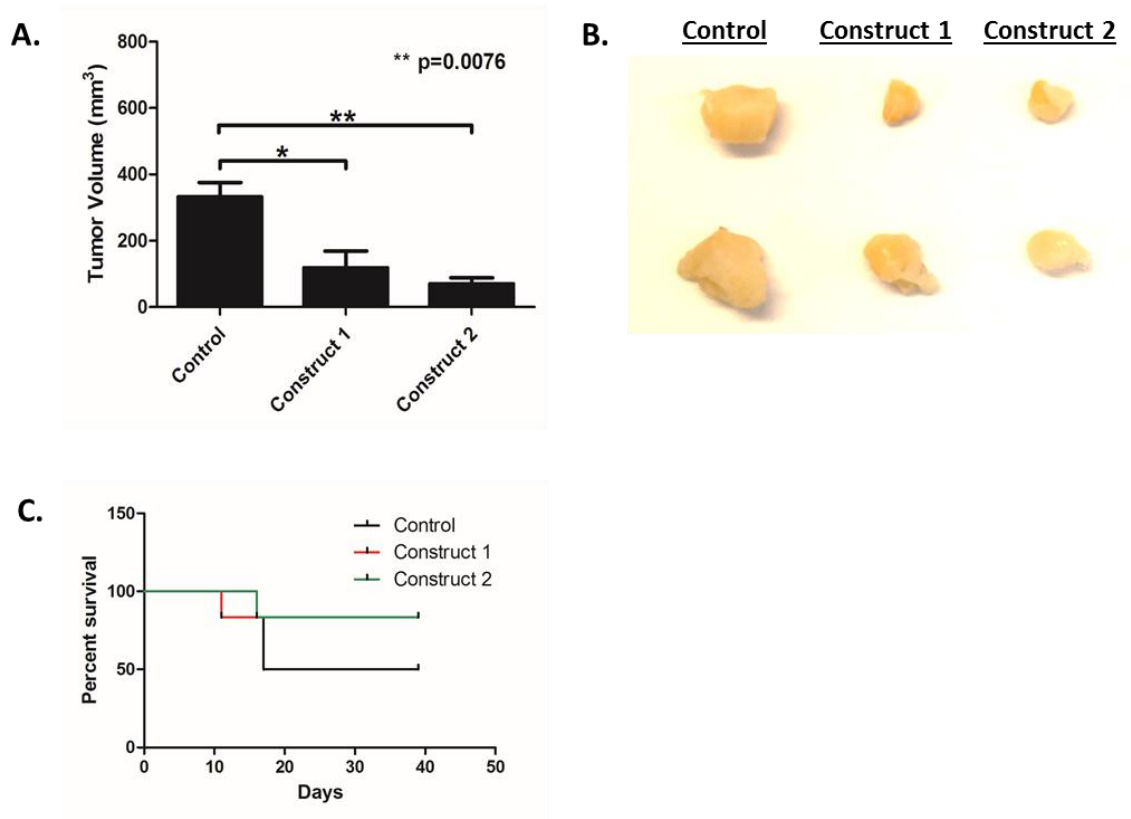 A.
800
600
400
200
0
Tumor Volume (mm³)
** p=0.0076
**
*
Control
Construct 1
Construct 2
B.
Control Construct 1 Construct 2
C.
150
100
50
0
Percent survival
Control
Construct 1
Construct 2
0 10 20 30 40 50
Days